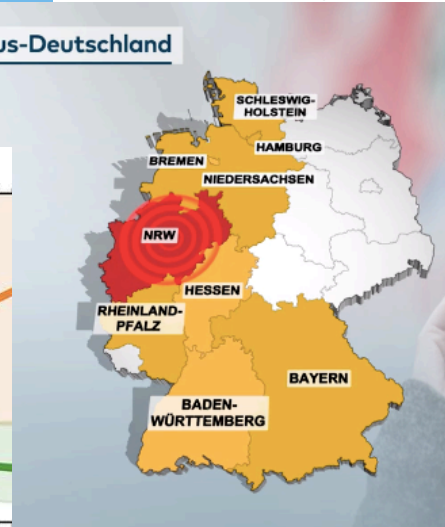 us-Deutschland
SCHLESWIG-
HOLSTEIN
HAMBURG
BREMEN
NIEDERSACHSEN
NRW
HESSEN
RHEINLAND-
PFALZ
BAYERN
BADEN-
WÜRTTEMBERG